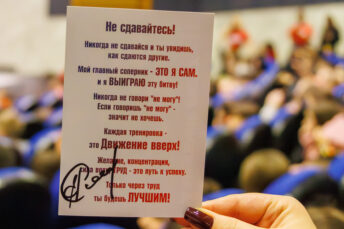 Не сдавайтесь!
Никогда не сдавайся и ты увидишь,
как сдаются другие.
Мой главный соперник - ЭТО Я САМ,
и я ВЫИГРАЮ эту битву!
Никогда не говори "не могу"!
Если говоришь "не могу" -
значит не хочешь.
Каждая тренировка -
это Движение вверх!
Желание, концентрация,
ТРУД - это путь к успеху.
Только через труд
ты будешь ЛУЧШИМ!